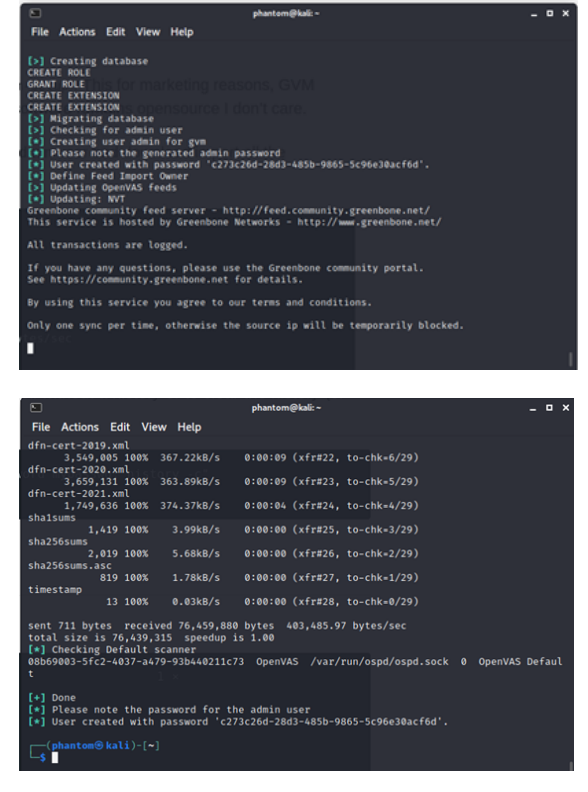 phantom@kali: ~
File Actions Edit View Help
[>] Creating database
CREATE ROLE
GRANT ROLE
CREATE EXTENSION
CREATE EXTENSION
[>] Migrating database
[>] Checking for admin user
[*] Creating user admin for gvm
[*] Please note the generated admin password
[*] User created with password 'c273c26d-28d3-485b-9865-5c96e30acf6d'.
[*] Define Feed Import Owner
[>] Updating OpenVAS feeds
[*] Updating: NVT
Greenbone community feed server - http://feed.community.greenbone.net/
This service is hosted by Greenbone Networks - http://www.greenbone.net/
All transactions are logged.
If you have any questions, please use the Greenbone community portal.
See https://community.greenbone.net for details.
By using this service you agree to our terms and conditions.
Only one sync per time, otherwise the source ip will be temporarily blocked.
phantom@kali: ~
File Actions Edit View Help
dfn-cert-2019.xml
3,549,005 100% 367.22kB/s 0:00:09 (xfr#22, to-chk=6/29)
dfn-cert-2020.xml
3,659,131 100% 363.89kB/s 0:00:09 (xfr#23, to-chk=5/29)
dfn-cert-2021.xml
1,749,636 100% 374.37kB/s 0:00:04 (xfr#24, to-chk=4/29)
sha1sums
1,419 100% 3.99kB/s 0:00:00 (xfr#25, to-chk=3/29)
sha256sums
2,019 100% 5.68kB/s 0:00:00 (xfr#26, to-chk=2/29)
sha256sums.asc
819 100% 1.78kB/s 0:00:00 (xfr#27, to-chk=1/29)
timestamp
13 100% 0.03kB/s 0:00:00 (xfr#28, to-chk=0/29)
sent 711 bytes received 76,459,880 bytes 403,485.97 bytes/sec
total size is 76,439,315 speedup is 1.00
[*] Checking Default scanner
08b69003-5fc2-4037-a479-93b440211c73 OpenVAS /var/run/ospd/ospd.sock 0 OpenVAS Defaul
t
[+] Done
[*] Please note the password for the admin user
[*] User created with password 'c273c26d-28d3-485b-9865-5c96e30acf6d'.
┌──(phantom㉿kali)-[~]
└─$